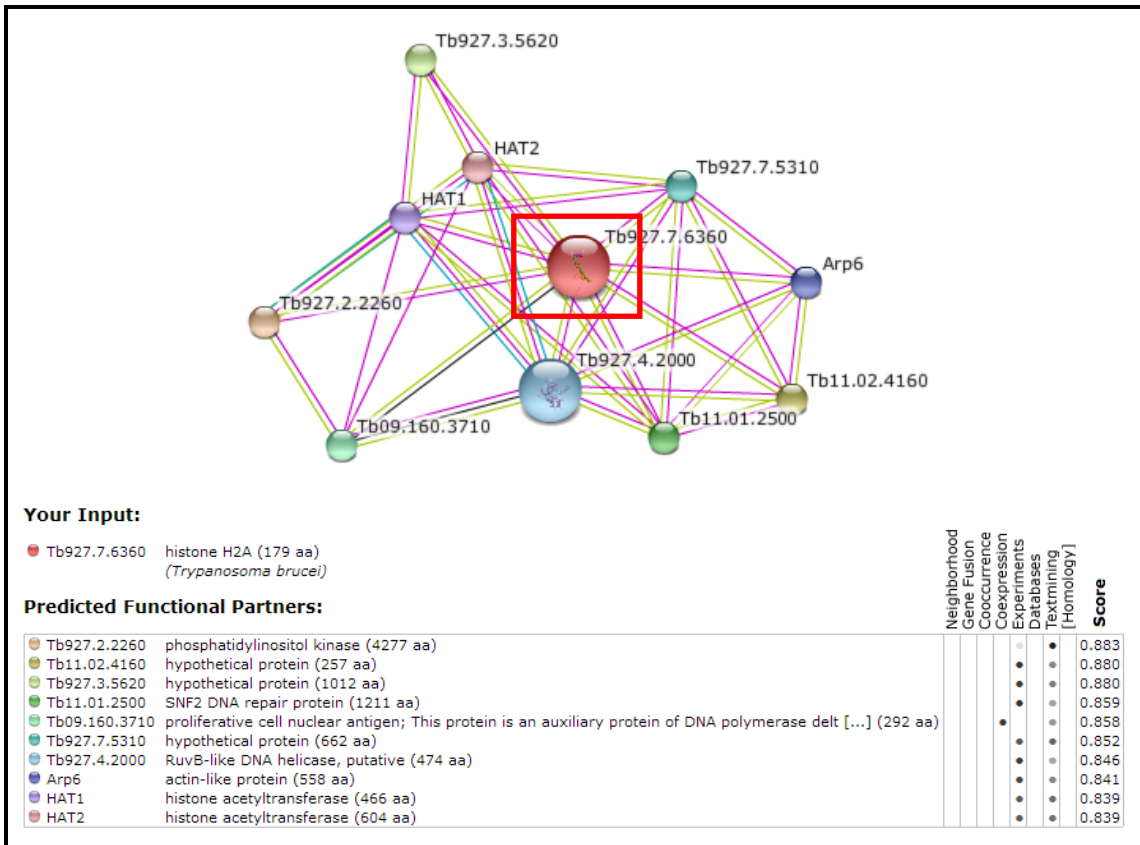 Tb927.3.5620
HAT2
Tb927.7.5310
HAT1
Tb927.7.6360
Arp6
Tb927.2.2260
Tb927.4.2000
Tb11.02.4160
Tb11.01.2500
Tb09.160.3710
Your Input:
Tb927.7.6360 histone H2A (179 aa)
(Trypanosoma brucei)
Predicted Functional Partners:
Neighborhood
Gene Fusion
Cooccurrence
Coexpression
Experiments
Databases
Textmining
[Homology]
Score
Tb927.2.2260 phosphatidylinositol kinase (4277 aa) 0.883
Tb11.02.4160 hypothetical protein (257 aa) 0.880
Tb927.3.5620 hypothetical protein (1012 aa) 0.880
Tb11.01.2500 SNF2 DNA repair protein (1211 aa) 0.859
Tb09.160.3710 proliferative cell nuclear antigen; This protein is an auxiliary protein of DNA polymerase delt [...] (292 aa) 0.858
Tb927.7.5310 hypothetical protein (662 aa) 0.852
Tb927.4.2000 RuvB-like DNA helicase, putative (474 aa) 0.846
Arp6 actin-like protein (558 aa) 0.841
HAT1 histone acetyltransferase (466 aa) 0.839
HAT2 histone acetyltransferase (604 aa) 0.839